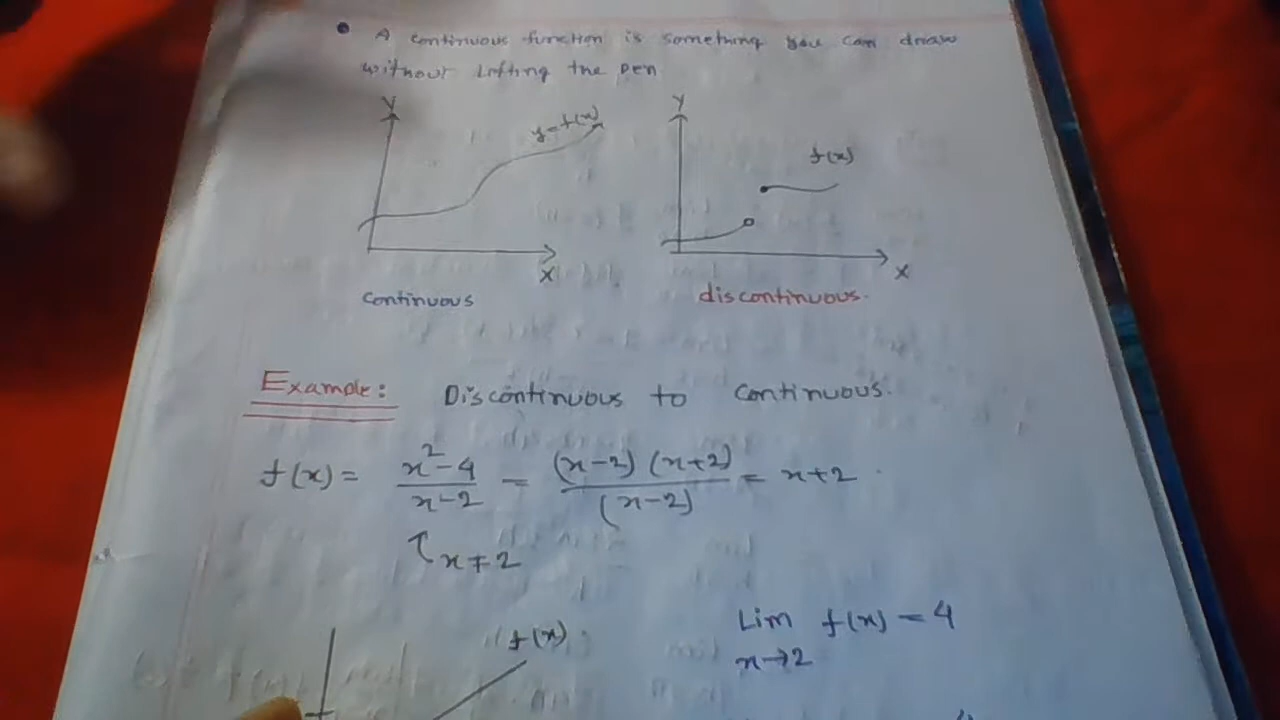 A continuous function is something you can draw
without lifting the pen
Y
y=f(x)
X
continuous
Y
f(x)
X
discontinuous.
Example: Discontinuous to continuous.
f(x) = x²-4 / x-2 = (x-2) (x+2) / (x-2) = x+2
x≠2
f(x)
Lim f(x) = 4
x→2